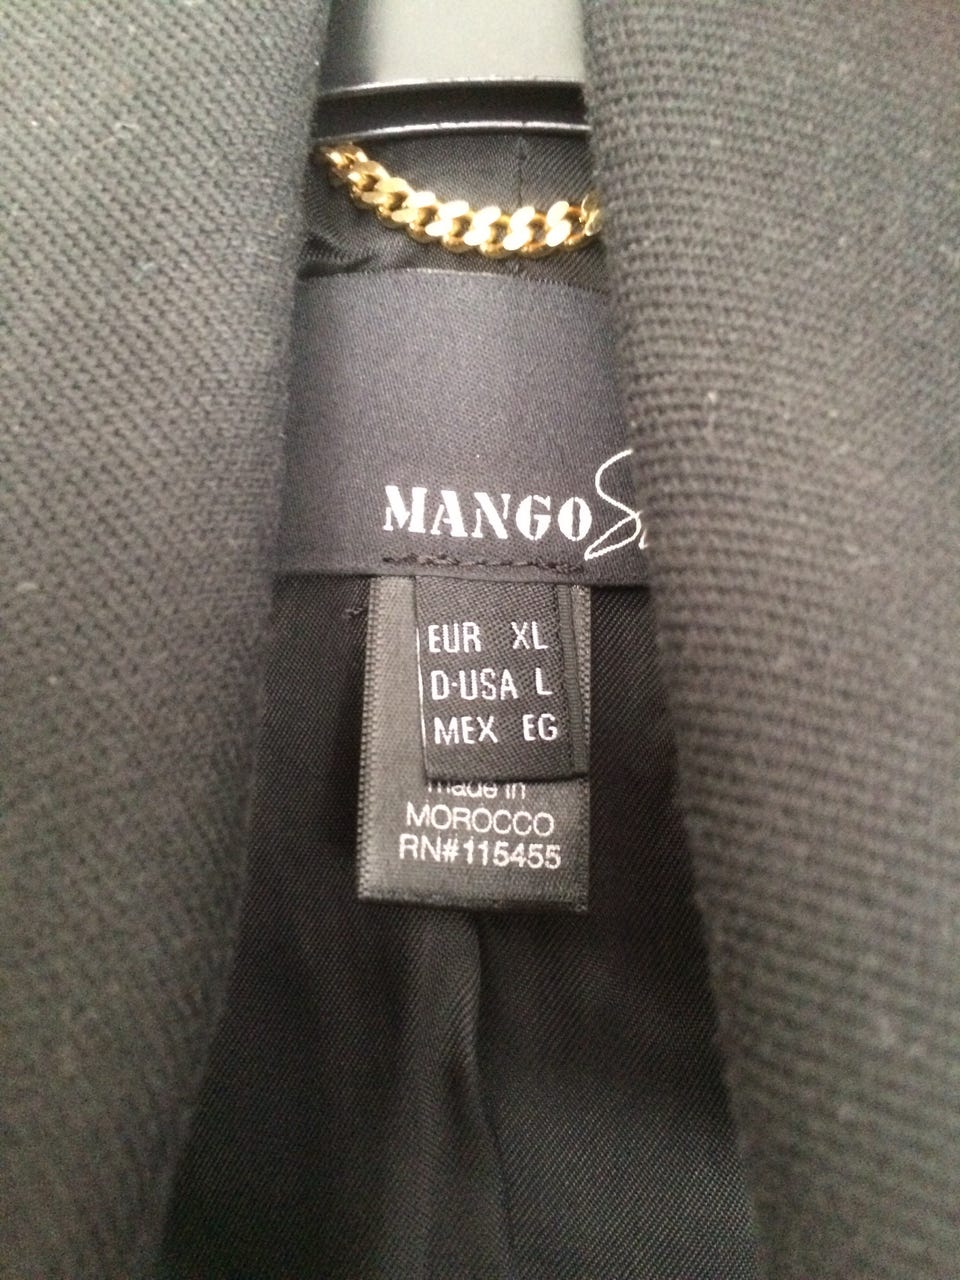 MANGO
EUR XL
D-USA L
MEX EG
made in
MOROCCO
RN#115455